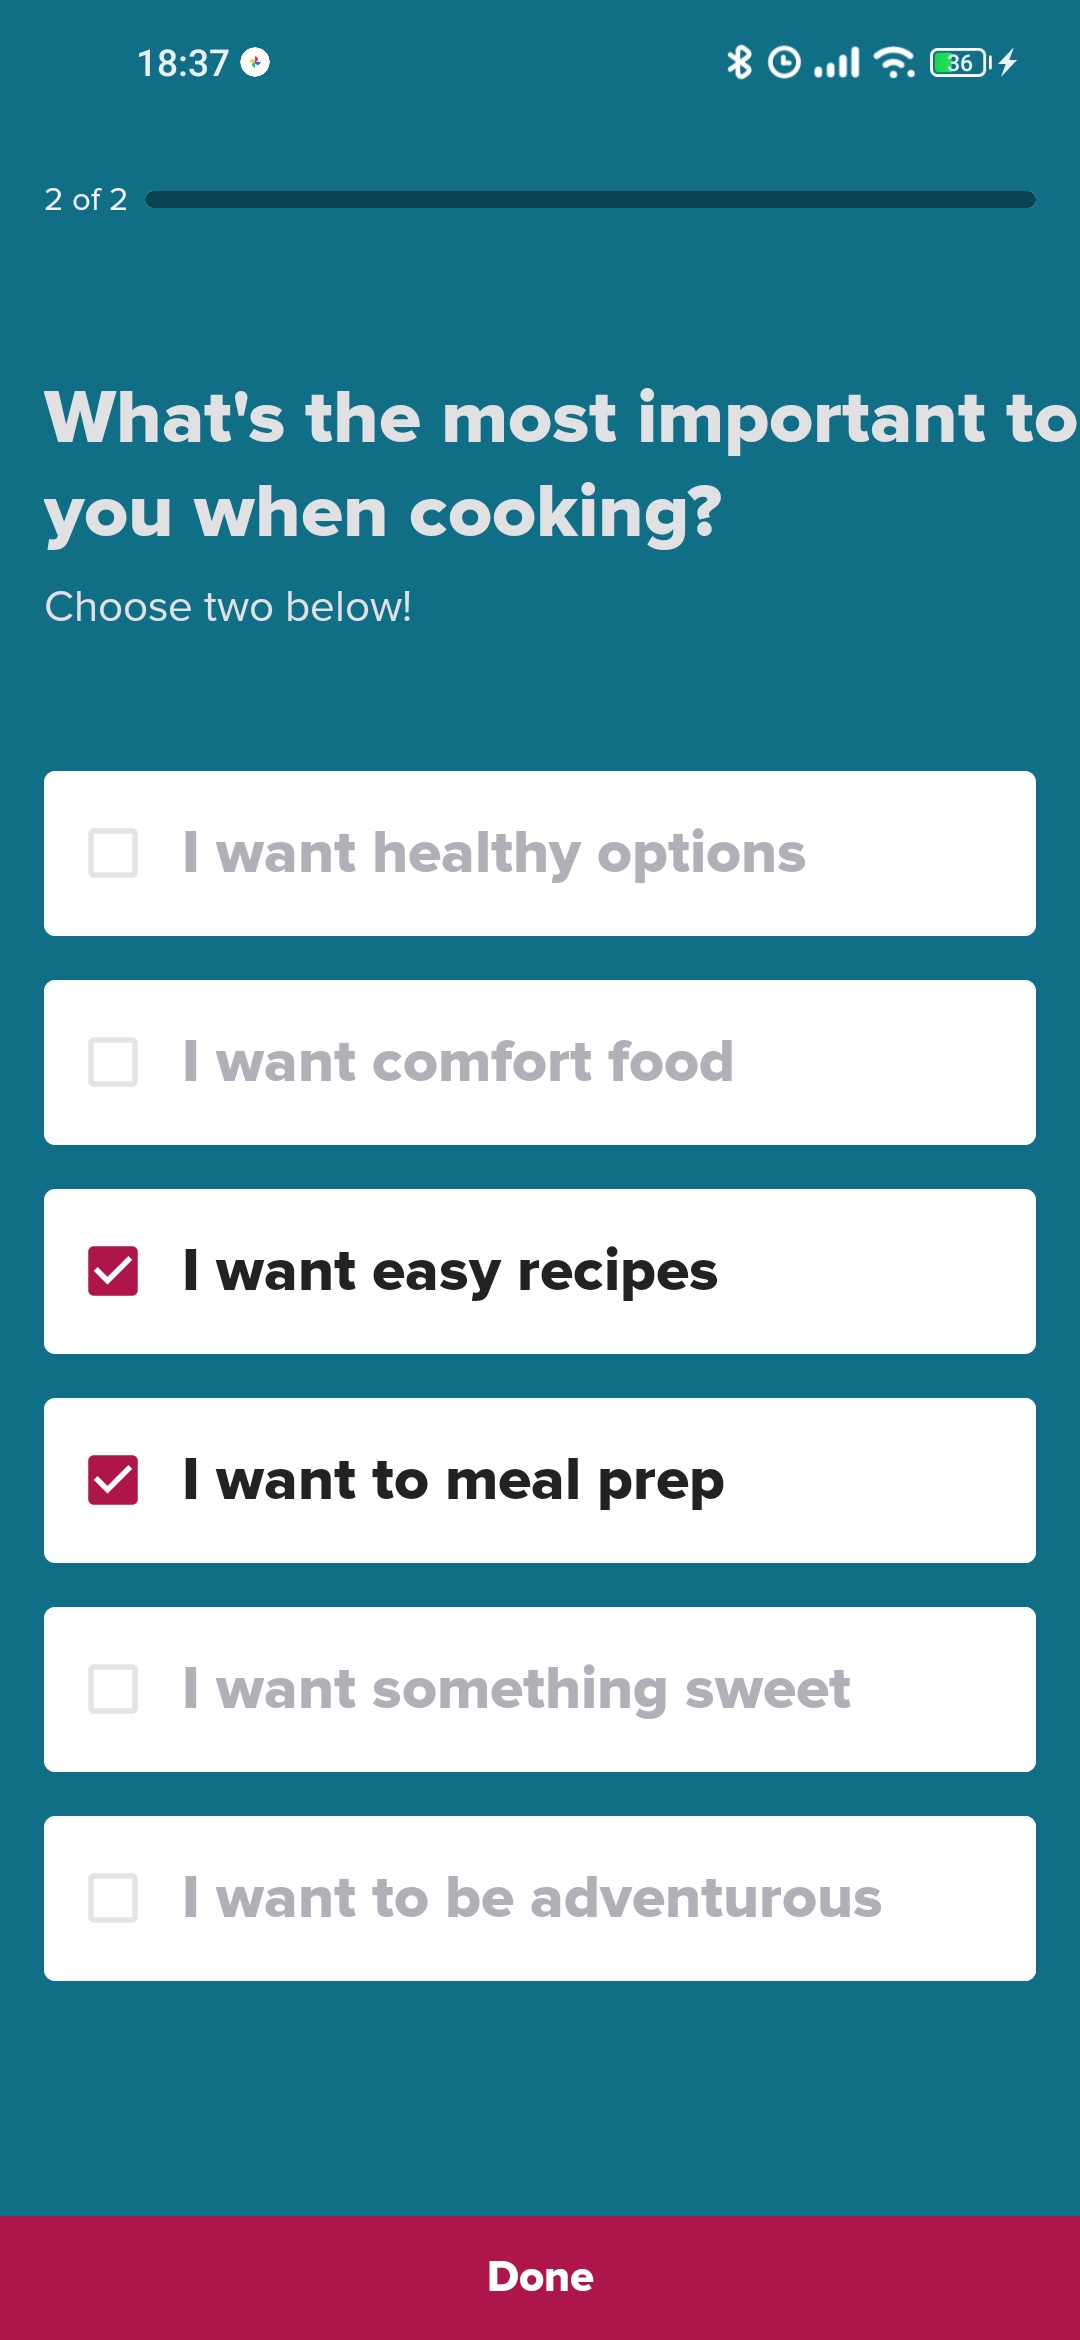 18:37
36
2 of 2
What's the most important to
you when cooking?
Choose two below!
I want healthy options
I want comfort food
I want easy recipes
I want to meal prep
I want something sweet
I want to be adventurous
Done